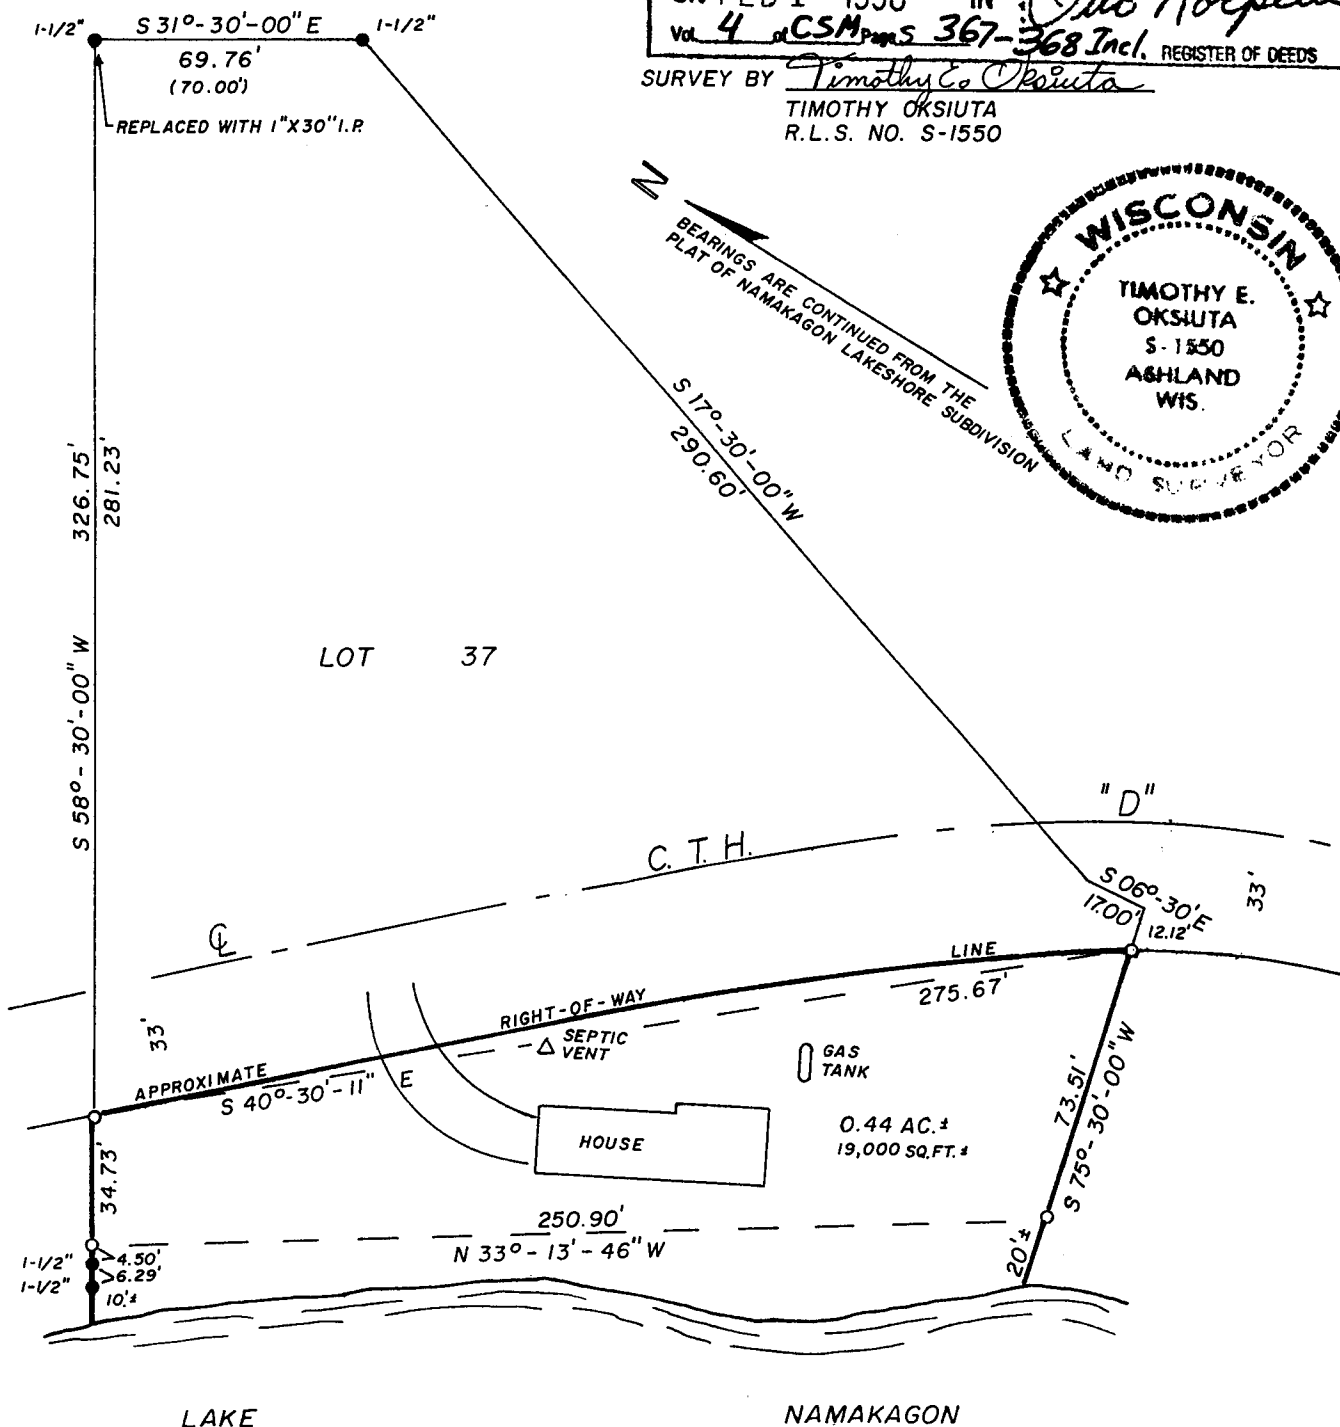 Vol. 4 of CSM Pages 367-368 Incl. REGISTER OF DEEDS
SURVEY BY Timothy E. Oksiuta
TIMOTHY OKSIUTA
R.L.S. NO. S-1550
1-1/2"
S 31°-30'-00" E
1-1/2"
69.76'
(70.00')
REPLACED WITH 1"X30" I.P.
N
BEARINGS ARE CONTINUED FROM THE
PLAT OF NAMAKAGON LAKESHORE SUBDIVISION
WISCONSIN
TIMOTHY E.
OKSIUTA
S-1550
ASHLAND
WIS.
LAND SURVEYOR
S 17°-30'-00" W
290.60'
326.75'
281.23'
S 58°-30'-00" W
LOT 37
C. T. H. "D"
S 06°-30' E
17.00'
12.12'
33'
CL
33'
APPROXIMATE RIGHT-OF-WAY LINE
275.67'
S 40°-30'-11" E
SEPTIC
VENT
GAS
TANK
HOUSE
0.44 AC.±
19,000 SQ.FT.±
73.51'
S 75°-30'-00" W
34.73'
250.90'
N 33°-13'-46" W
20'±
1-1/2"
4.50'
1-1/2"
6.29'
10'±
LAKE NAMAKAGON